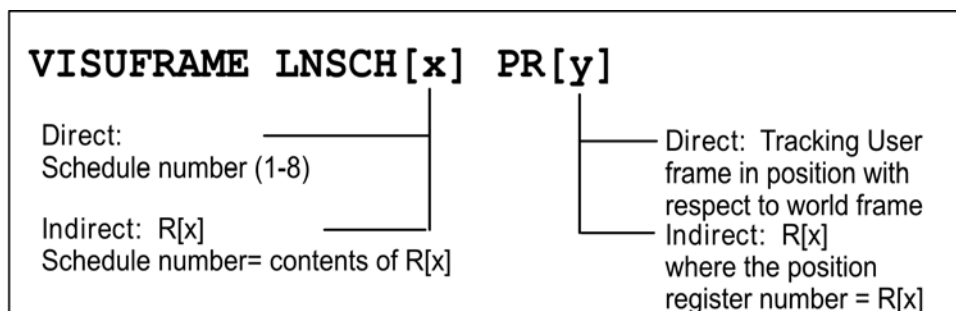 VISUFRAME LNSCH[x] PR[y]
Direct:
Schedule number (1-8)
Indirect: R[x]
Schedule number= contents of R[x]
Direct: Tracking User
frame in position with
respect to world frame
Indirect: R[x]
where the position
register number = R[x]